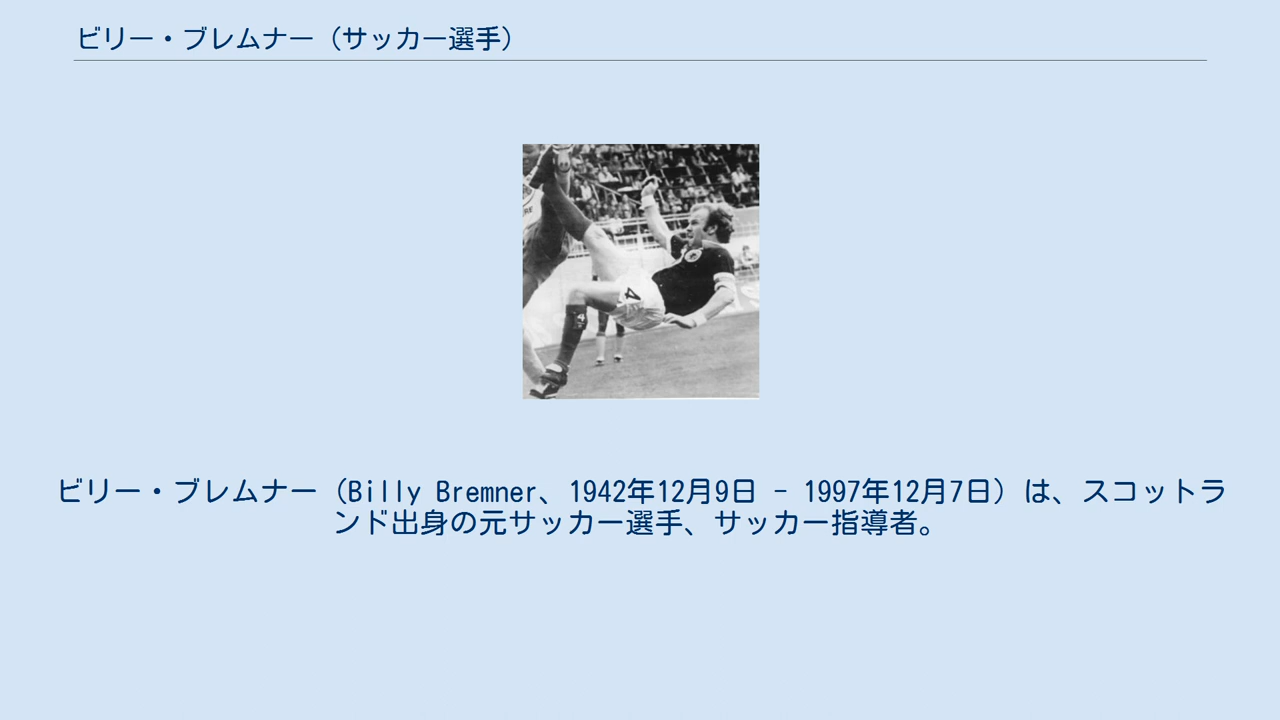 ビリー・ブレムナー（サッカー選手）
RE
4
4
ビリー・ブレムナー（Billy Bremner、1942年12月9日 - 1997年12月7日）は、スコットラ
ンド出身の元サッカー選手、サッカー指導者。